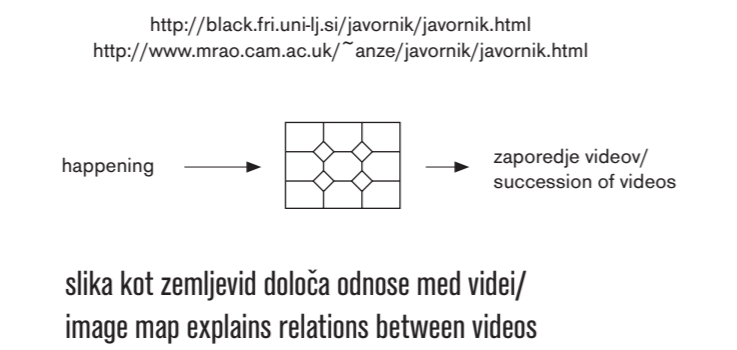 http://black.fri.uni-lj.si/javornik/javornik.html
http://www.mrao.cam.ac.uk/~anze/javornik/javornik.html
happening
zaporedje videov/
succession of videos
slika kot zemljevid določa odnose med videi/
image map explains relations between videos